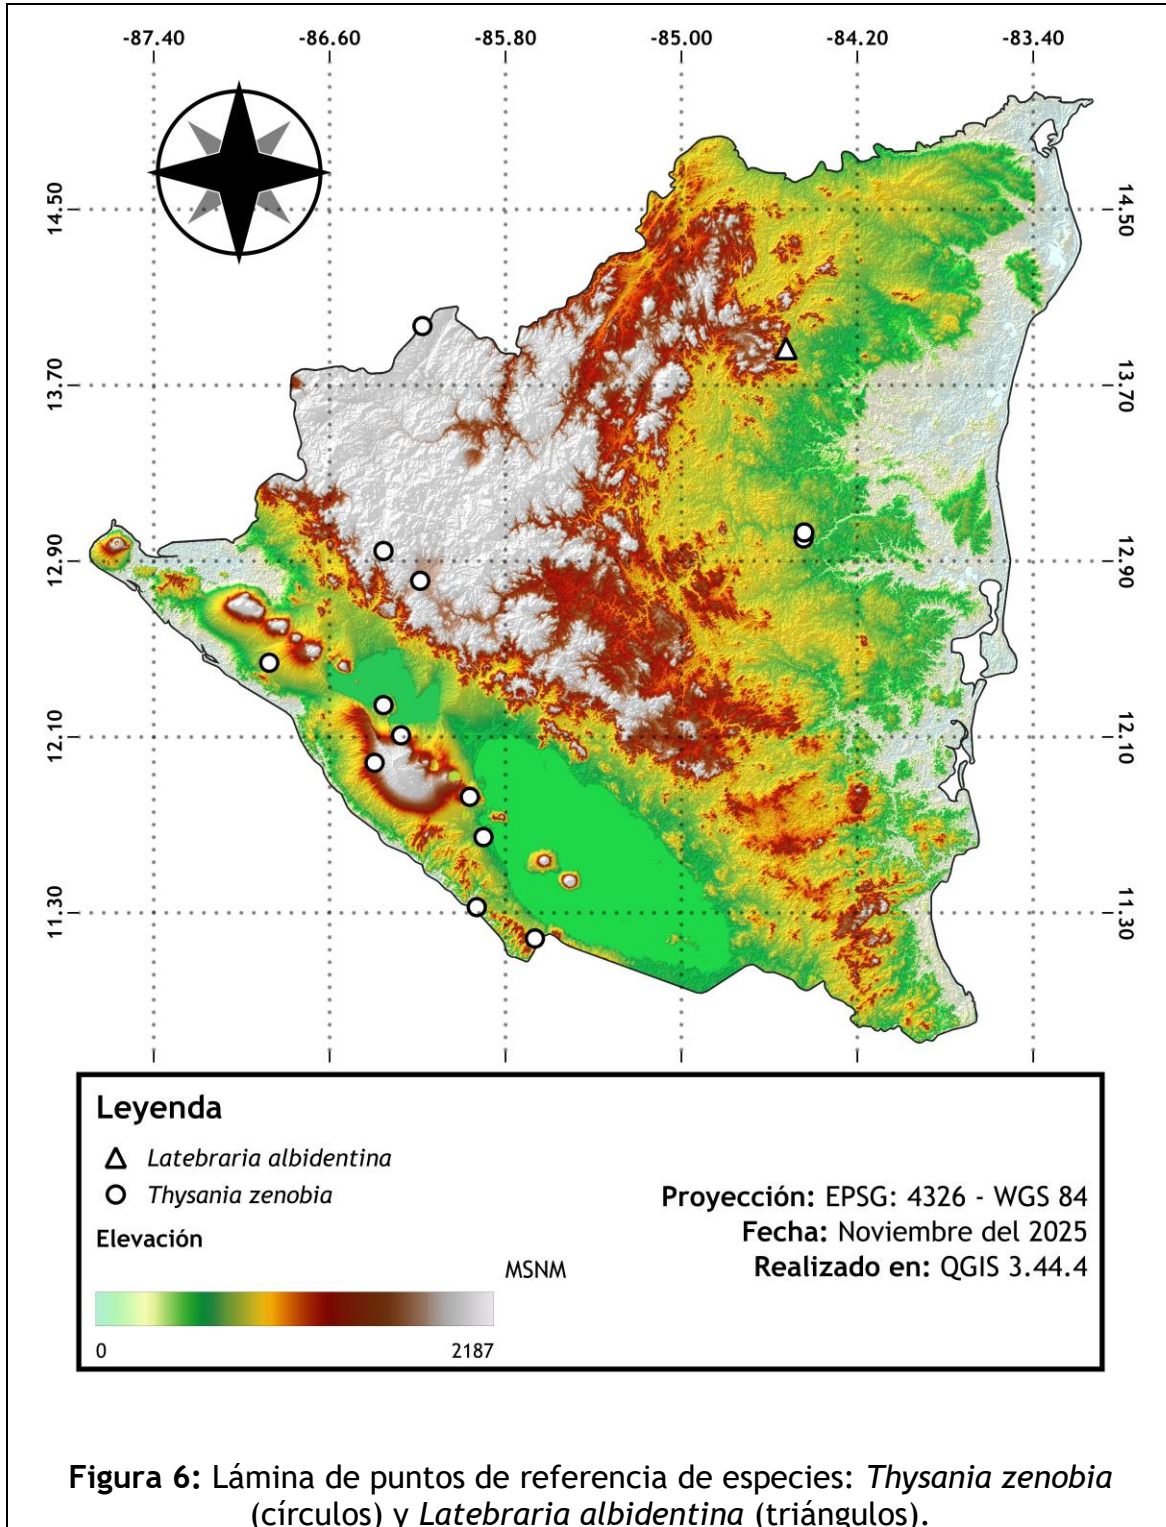 -87.40 -86.60 -85.80 -85.00 -84.20 -83.40
14.50 14.50
13.70 13.70
12.90 12.90
12.10 12.10
11.30 11.30
Leyenda
Latebraria albidentina
Thysania zenobia
Elevación
MSNM
0 2187
Proyección: EPSG: 4326 - WGS 84
Fecha: Noviembre del 2025
Realizado en: QGIS 3.44.4
Figura 6: Lámina de puntos de referencia de especies: Thysania zenobia
(círculos) y Latebraria albidentina (triángulos).